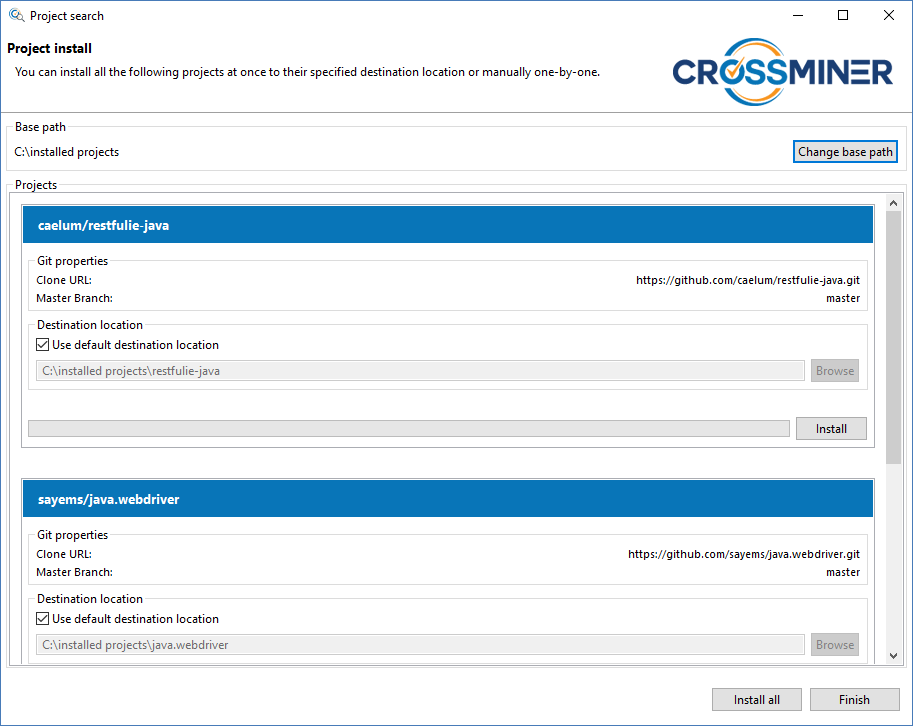 Project search
Project install
You can install all the following projects at once to their specified destination location or manually one-by-one.
CROSSMINER
Base path
C:\installed projects
Change base path
Projects
caelum/restfulie-java
Git properties
Clone URL: https://github.com/caelum/restfulie-java.git
Master Branch: master
Destination location
Use default destination location
C:\installed projects\restfulie-java Browse
Install
sayems/java.webdriver
Git properties
Clone URL: https://github.com/sayems/java.webdriver.git
Master Branch: master
Destination location
Use default destination location
C:\installed projects\java.webdriver Browse
Install all Finish